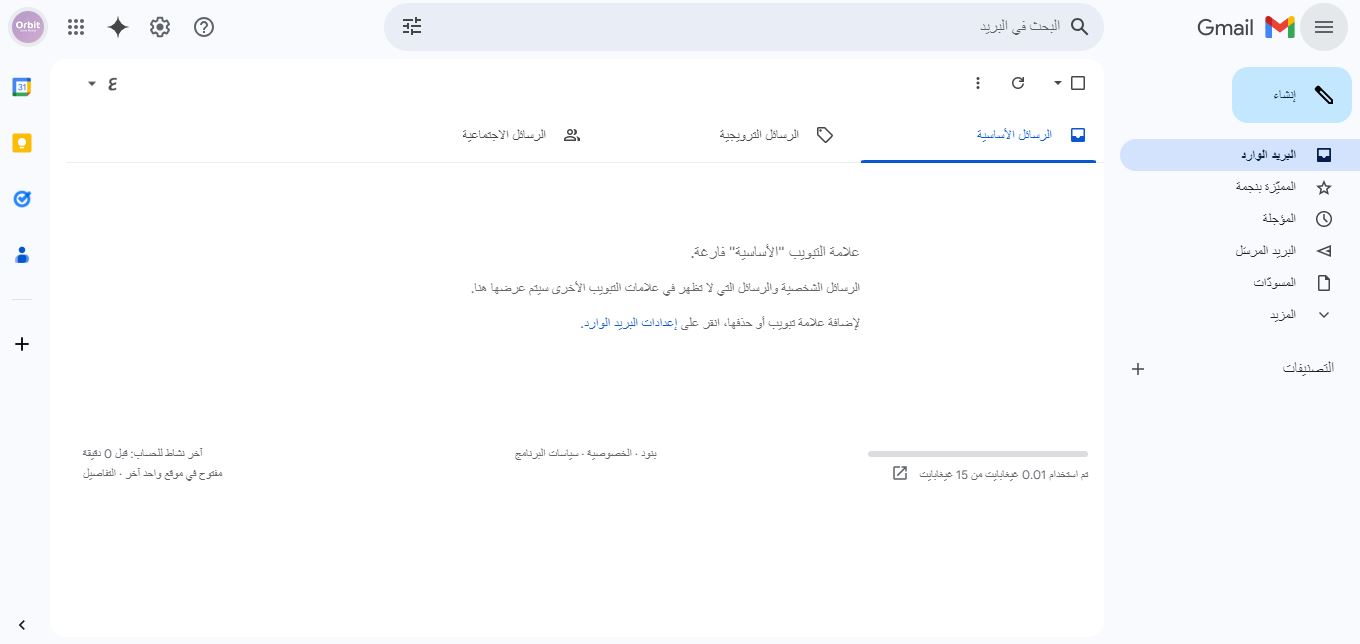 Gmail
البحث في البريد
Orbit
إنشاء
البريد الوارد
المميّزة بنجمة
المؤجلة
البريد المرسَل
المسودّات
المزيد
التصنيفات
ع
الرسائل الأساسية
الرسائل الترويجية
الرسائل الاجتماعية
علامة التبويب "الأساسية" فارغة.
الرسائل الشخصية والرسائل التي لا تظهر في علامات التبويب الأخرى سيتم عرضها هنا.
لإضافة علامة تبويب أو حذفها، انقر على إعدادات البريد الوارد.
تم استخدام 0.01 غيغابايت من 15 غيغابايت
بنود · الخصوصية · سياسات البرنامج
آخر نشاط للحساب: قبل 0 دقيقة
مفتوح في موقع واحد آخر · التفاصيل
31